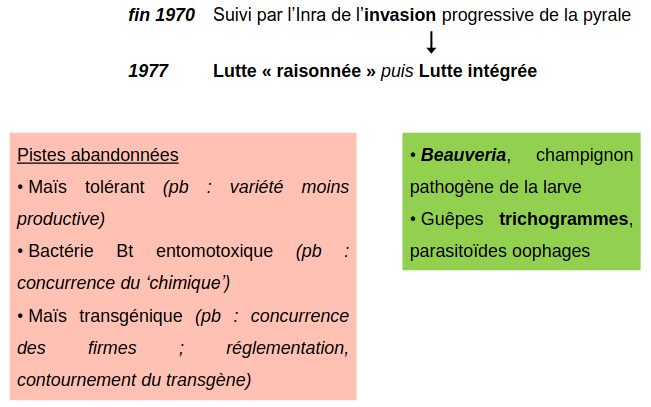 fin 1970 Suivi par l’Inra de l’invasion progressive de la pyrale
1977 Lutte « raisonnée » puis Lutte intégrée
Pistes abandonnées
• Maïs tolérant (pb : variété moins
productive)
• Bactérie Bt entomotoxique (pb :
concurrence du ‘chimique’)
• Maïs transgénique (pb : concurrence
des firmes ; réglementation,
contournement du transgène)
• Beauveria, champignon
pathogène de la larve
• Guêpes trichogrammes,
parasitoïdes oophages